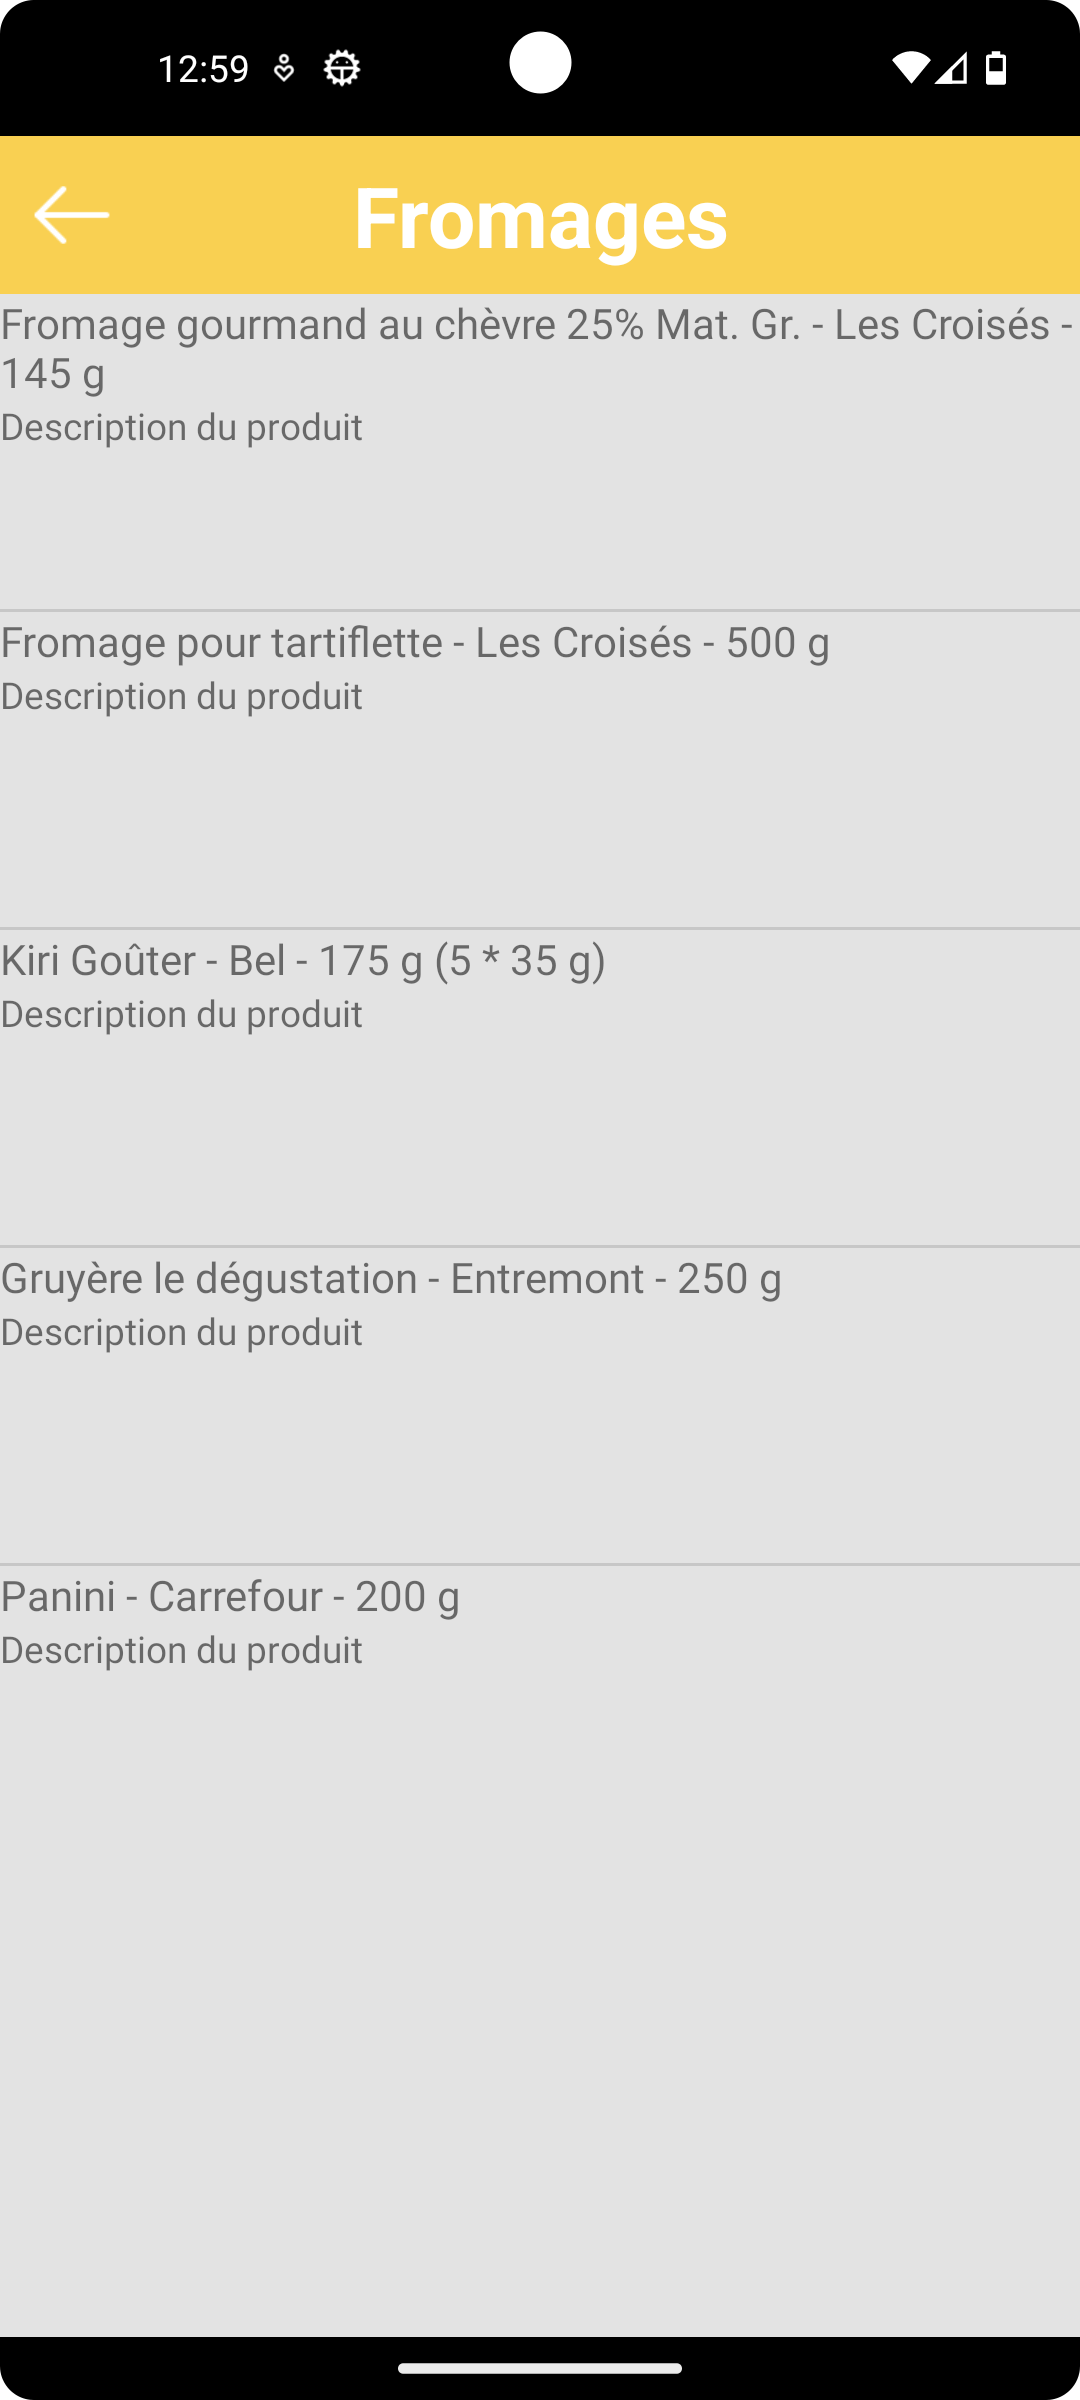 12:59
Fromages
Fromage gourmand au chèvre 25% Mat. Gr. - Les Croisés -
145 g
Description du produit
Fromage pour tartiflette - Les Croisés - 500 g
Description du produit
Kiri Goûter - Bel - 175 g (5 * 35 g)
Description du produit
Gruyère le dégustation - Entremont - 250 g
Description du produit
Panini - Carrefour - 200 g
Description du produit